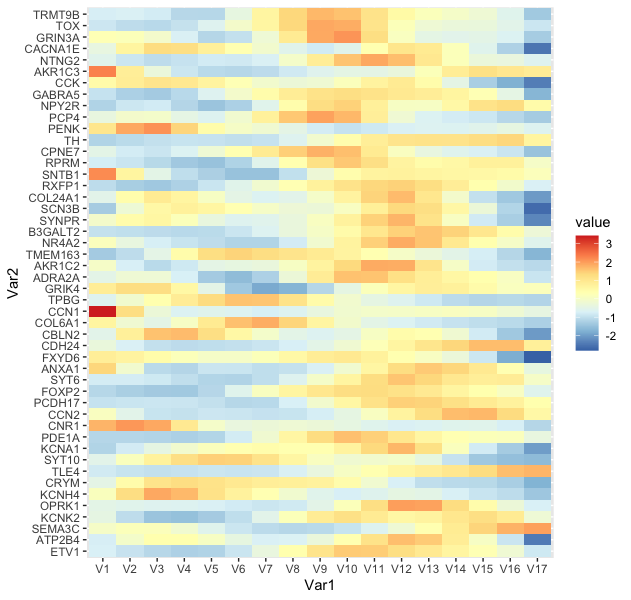 TRMT9B
TOX
GRIN3A
CACNA1E
NTNG2
AKR1C3
CCK
GABRA5
NPY2R
PCP4
PENK
TH
CPNE7
RPRM
SNTB1
RXFP1
COL24A1
SCN3B
SYNPR
B3GALT2
NR4A2
TMEM163
AKR1C2
ADRA2A
GRIK4
TPBG
CCN1
COL6A1
CBLN2
CDH24
FXYD6
ANXA1
SYT6
FOXP2
PCDH17
CCN2
CNR1
PDE1A
KCNA1
SYT10
TLE4
CRYM
KCNH4
OPRK1
KCNK2
SEMA3C
ATP2B4
ETV1
Var2
V1 V2 V3 V4 V5 V6 V7 V8 V9 V10 V11 V12 V13 V14 V15 V16 V17
Var1
value
3
2
1
0
-1
-2